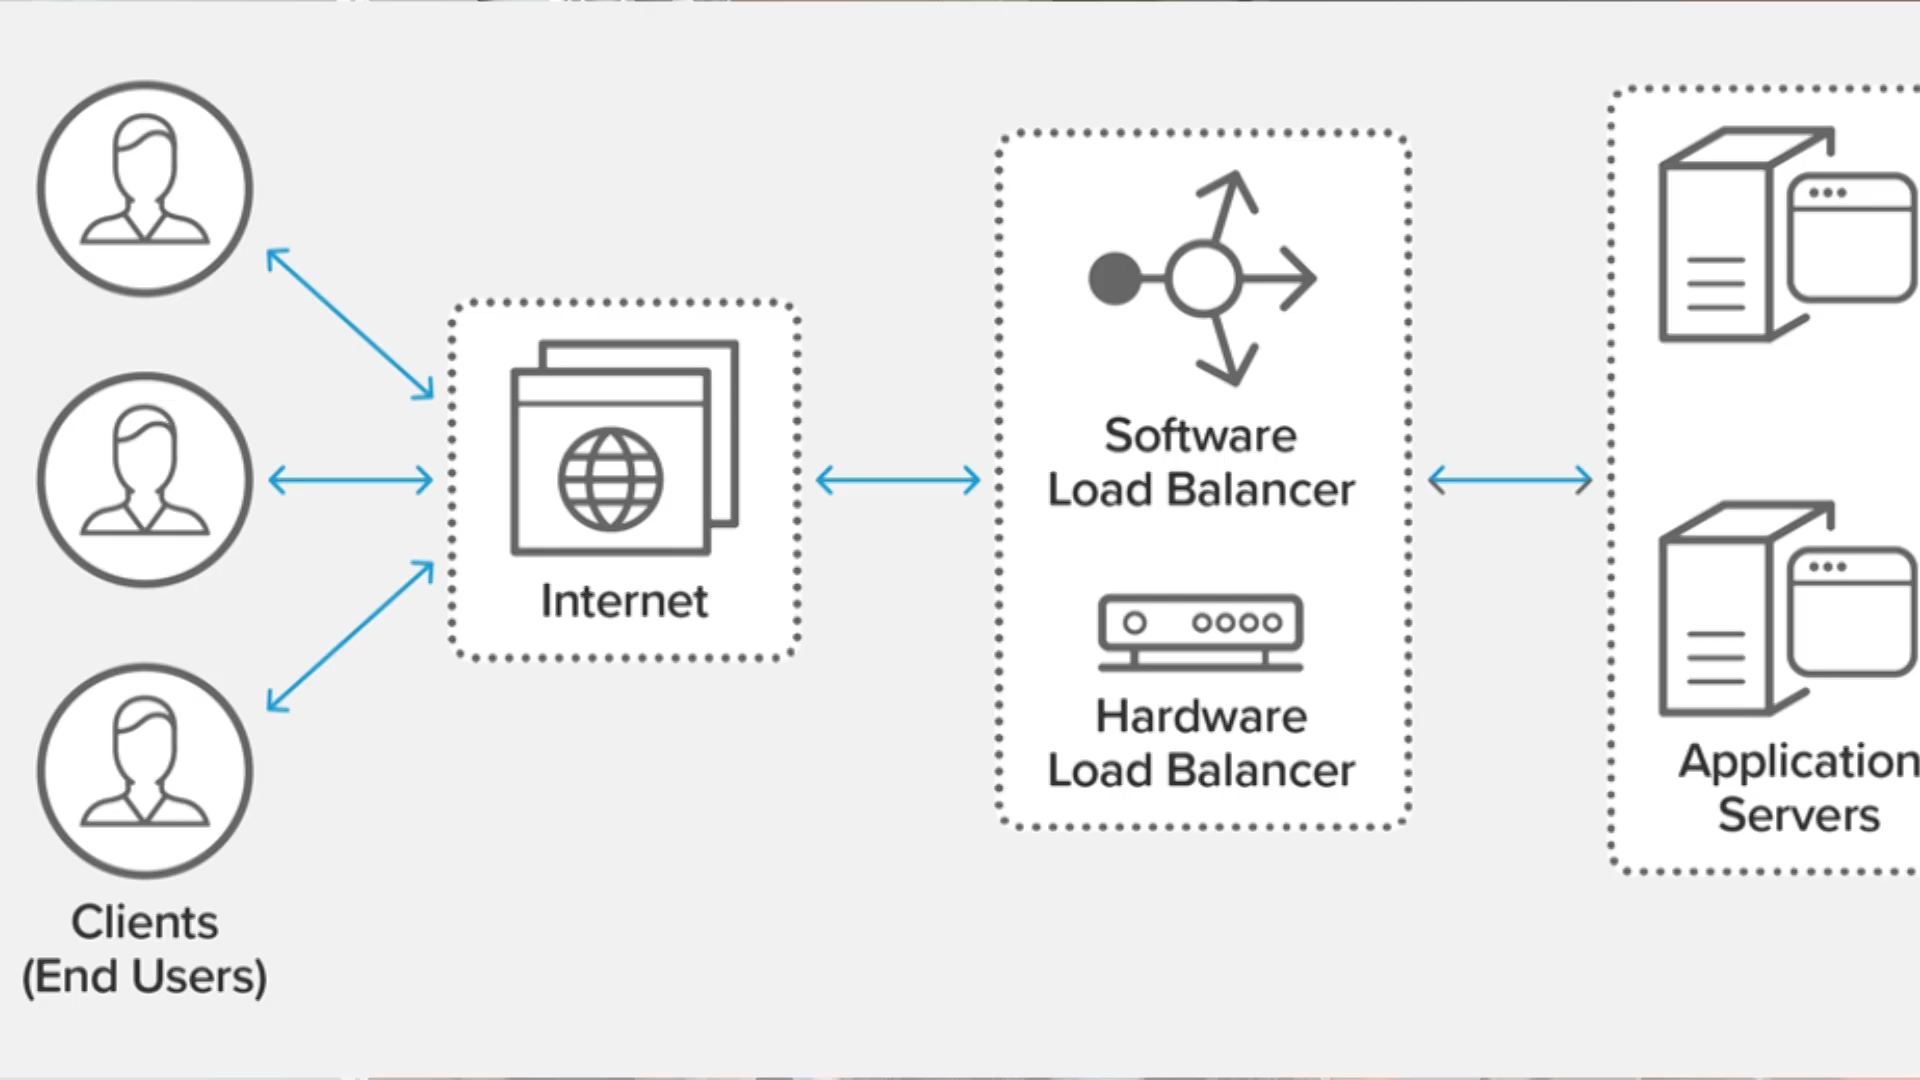 Clients
(End Users)
Internet
Software
Load Balancer
Hardware
Load Balancer
Application
Servers